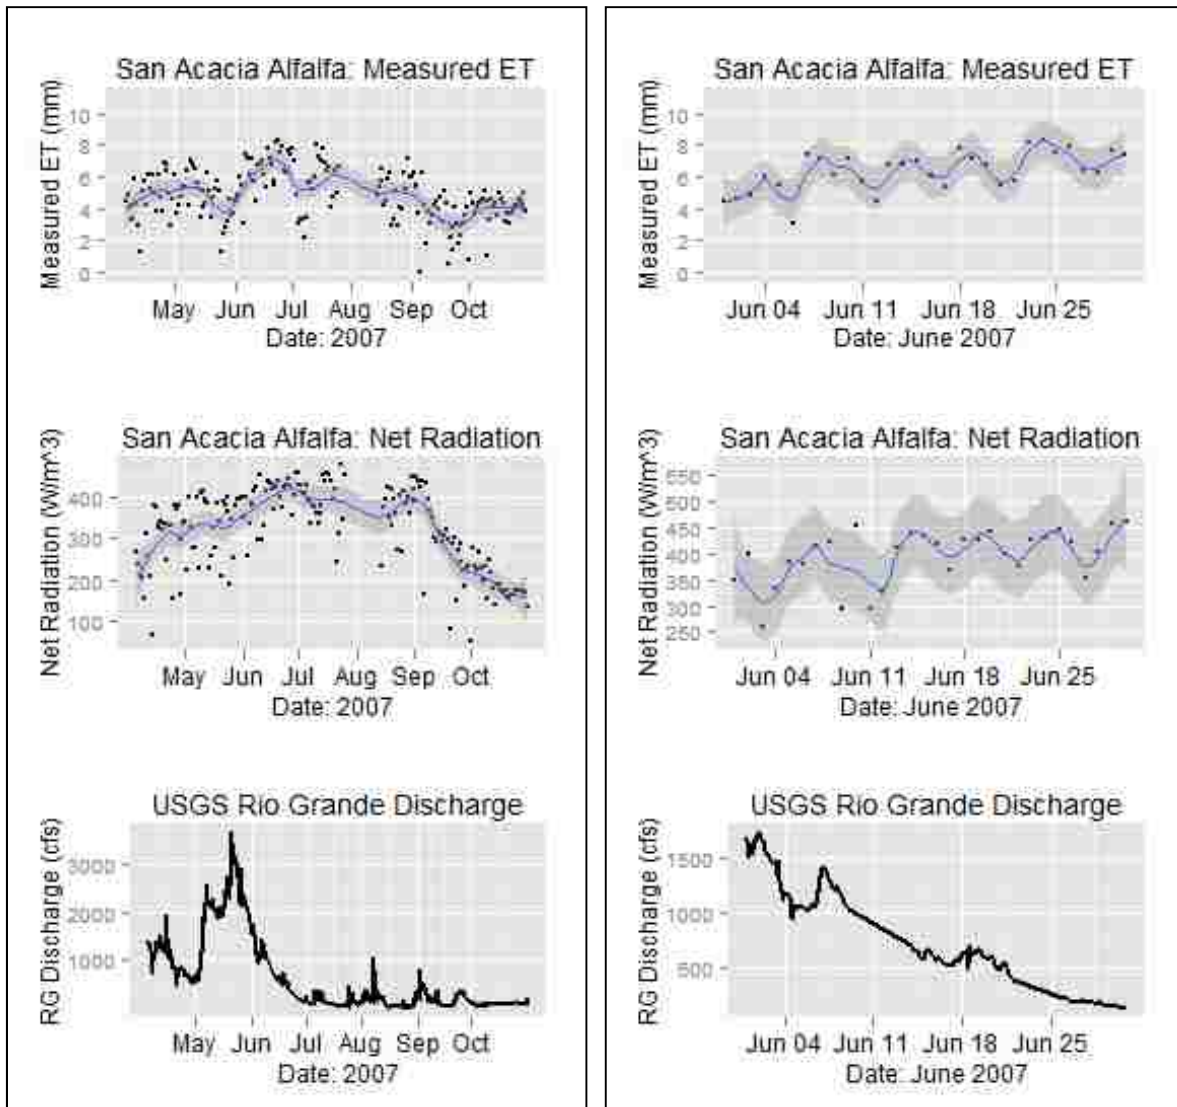 San Acacia Alfalfa: Measured ET
Measured ET (mm)
10
8
6
4
2
0
May Jun Jul Aug Sep Oct
Date: 2007
San Acacia Alfalfa: Net Radiation
Net Radiation (W/m^3)
400
300
200
100
May Jun Jul Aug Sep Oct
Date: 2007
USGS Rio Grande Discharge
RG Discharge (cfs)
3000
2000
1000
May Jun Jul Aug Sep Oct
Date: 2007
San Acacia Alfalfa: Measured ET
Measured ET (mm)
10
8
6
4
2
0
Jun 04 Jun 11 Jun 18 Jun 25
Date: June 2007
San Acacia Alfalfa: Net Radiation
Net Radiation (W/m^3)
550
500
450
400
350
300
250
Jun 04 Jun 11 Jun 18 Jun 25
Date: June 2007
USGS Rio Grande Discharge
RG Discharge (cfs)
1500
1000
500
Jun 04 Jun 11 Jun 18 Jun 25
Date: June 2007